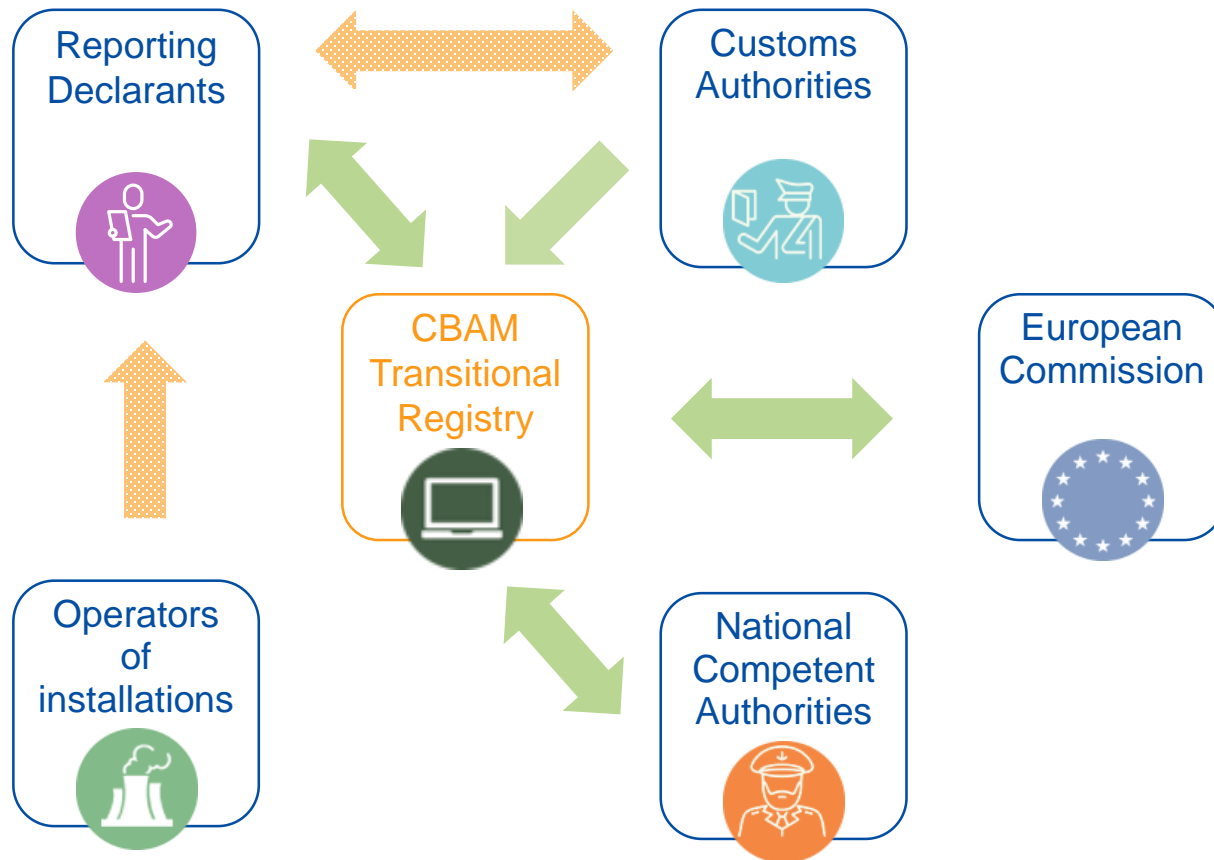 Reporting
Declarants
Customs
Authorities
CBAM
Transitional
Registry
European
Commission
Operators
of
installations
National
Competent
Authorities